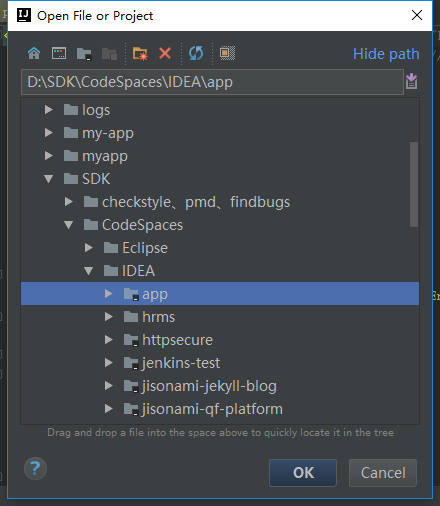 IJ Open File or Project
Hide path
D:\SDK\CodeSpaces\IDEA\app
logs
my-app
myapp
SDK
checkstyle、pmd、findbugs
CodeSpaces
Eclipse
IDEA
app
hrms
httpsecure
jenkins-test
jisonami-jekyll-blog
jisonami-qf-platform
Drag and drop a file into the space above to quickly locate it in the tree
? OK Cancel